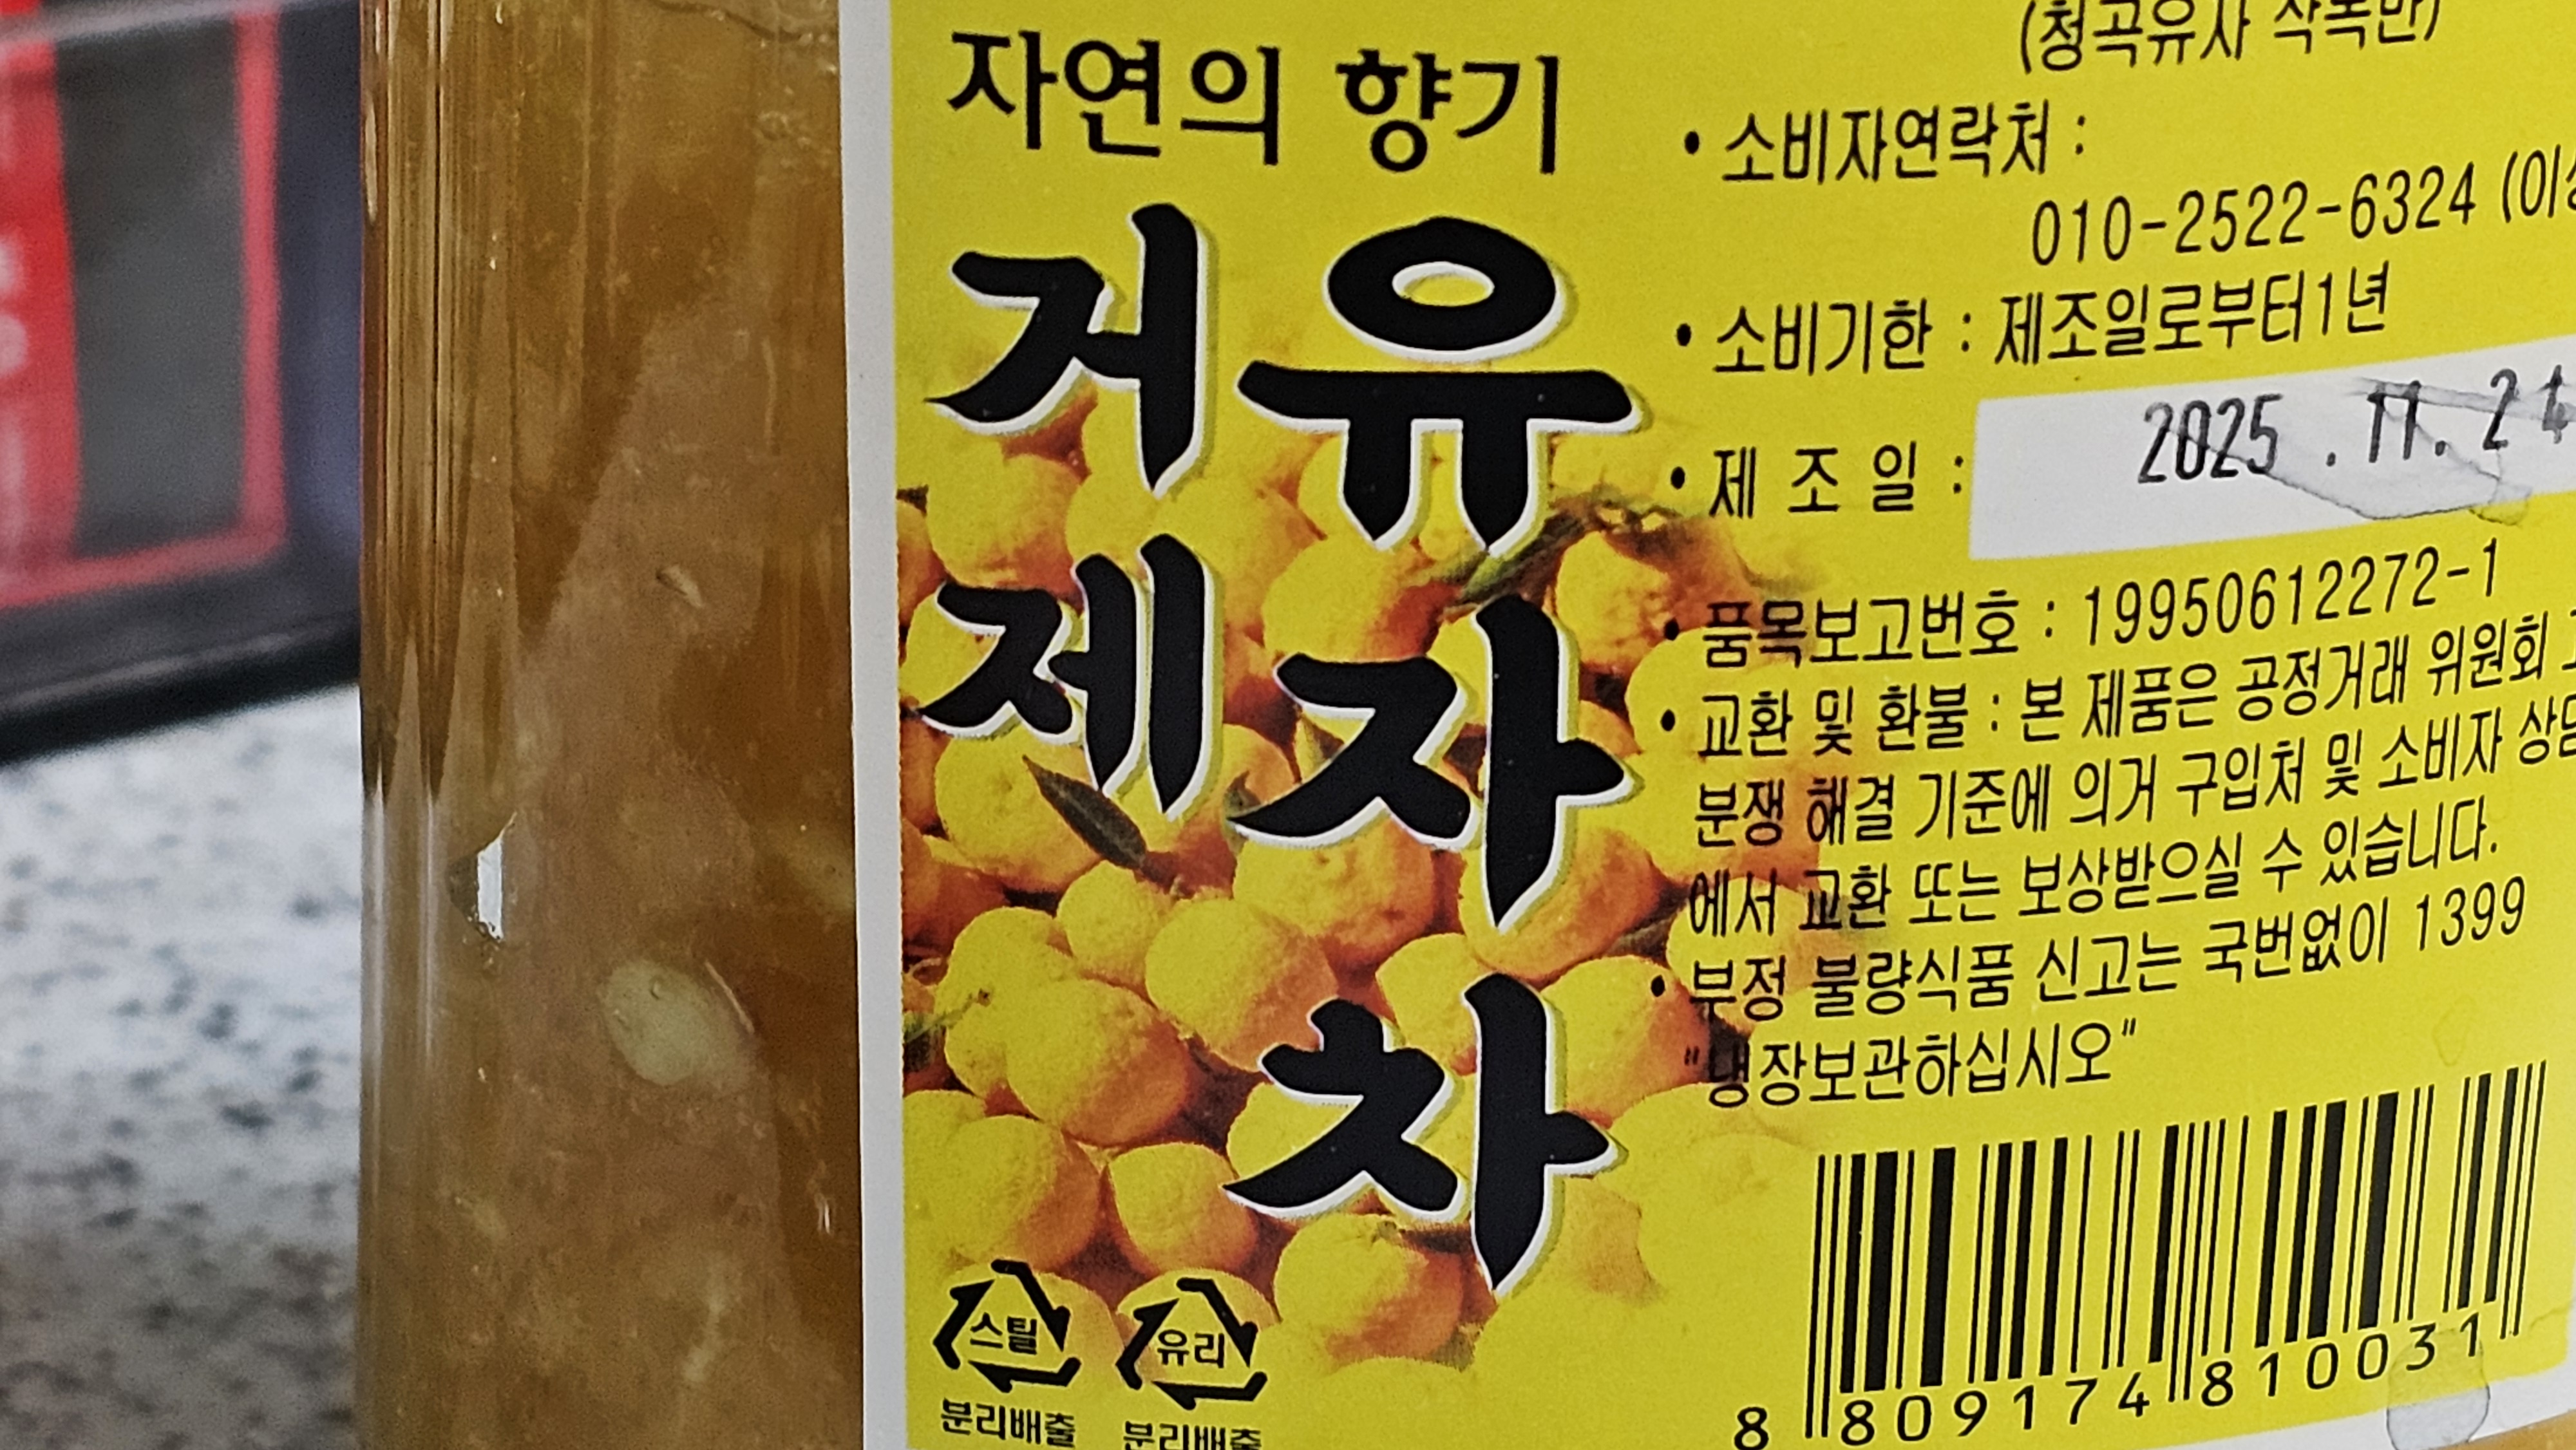 자연의 향기
거제
유자차
스틸
분리배출
유리
분리배출
(청곡유자
• 소비자연락처 :
010-2522-6324
• 소비기한 : 제조일로부터1년
• 제 조 일 : 2025 . 11. 24
• 품목보고번호 : 19950612272-1
• 교환 및 환불 : 본 제품은 공정거래 위원회
분쟁 해결 기준에 의거 구입처 및 소비자
에서 교환 또는 보상받으실 수 있습니다.
• 부정 불량식품 신고는 국번없이 1399
"냉장보관하십시오"
8 809174 810031